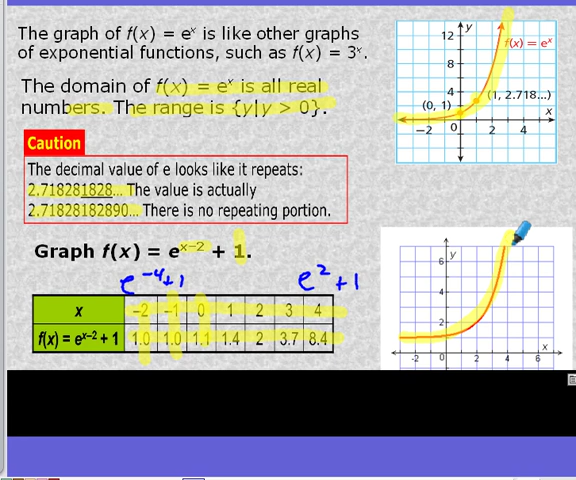 The graph of f(x) = eˣ is like other graphs
of exponential functions, such as f(x) = 3ˣ.
The domain of f(x) = eˣ is all real
numbers. The range is {y|y > 0}.
Caution
The decimal value of e looks like it repeats:
2.718281828... The value is actually
2.71828182890... There is no repeating portion.
Graph f(x) = eˣ⁻² + 1.
e⁻⁴+1 e²+1
x −2 −1 0 1 2 3 4
f(x) = eˣ⁻² + 1 1.0 1.0 1.1 1.4 2 3.7 8.4
y
12
f(x) = eˣ
8
4 (1, 2.718...)
(0, 1)
x
−2 0 2 4
y
6
4
2
x
−2 0 2 4 6